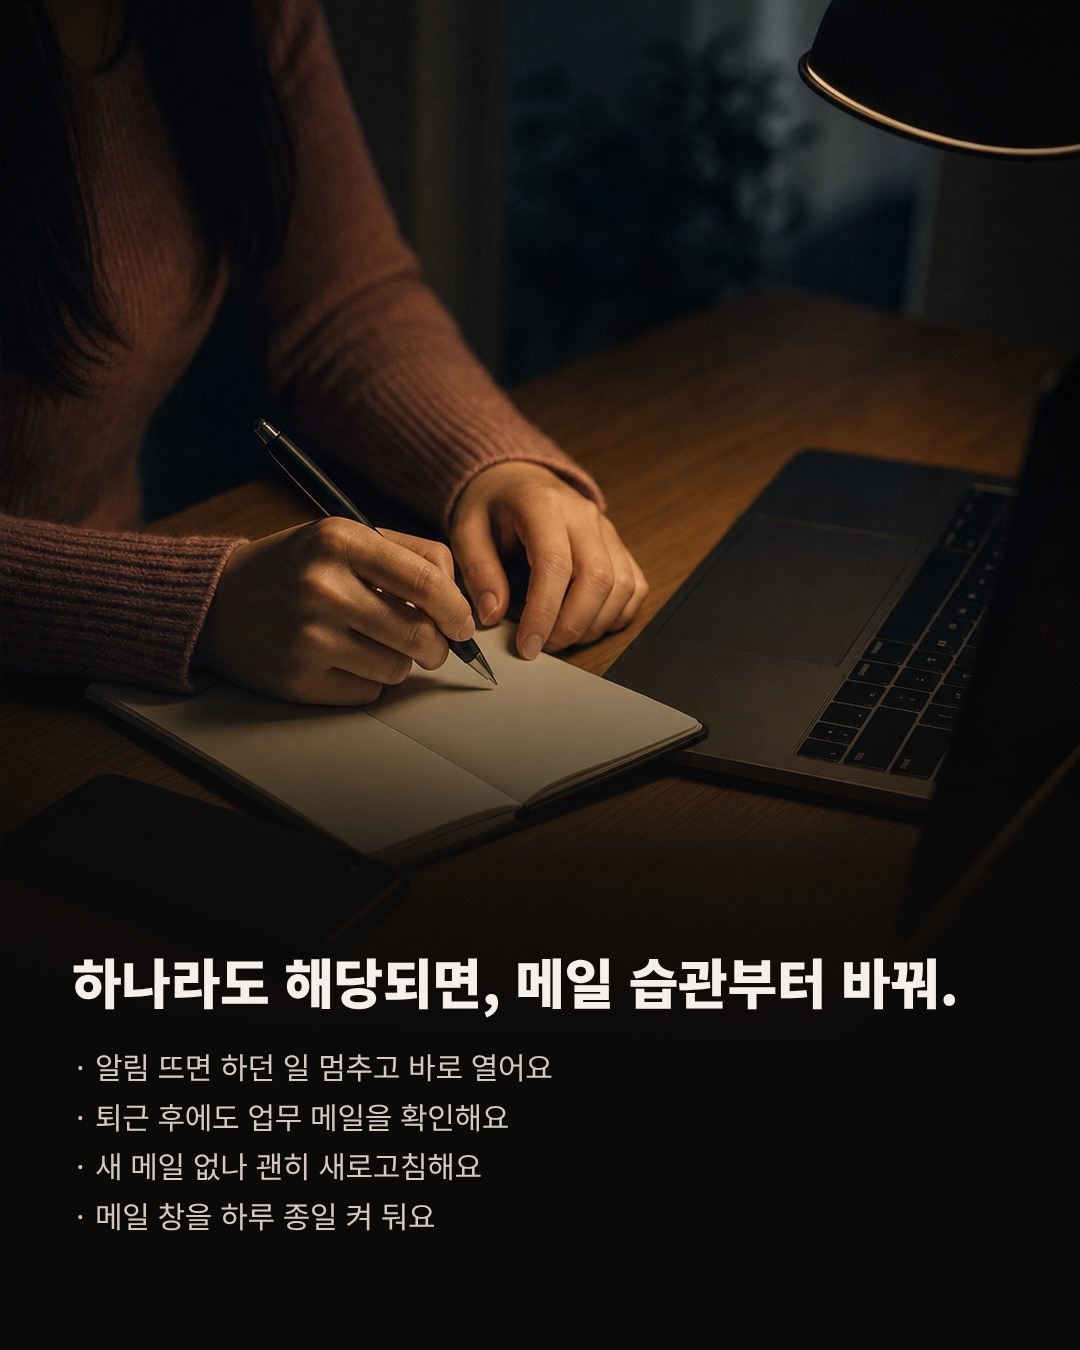 하나라도 해당되면, 메일 습관부터 바꿔.
· 알림 뜨면 하던 일 멈추고 바로 열어요
· 퇴근 후에도 업무 메일을 확인해요
· 새 메일 없나 괜히 새로고침해요
· 메일 창을 하루 종일 켜 둬요